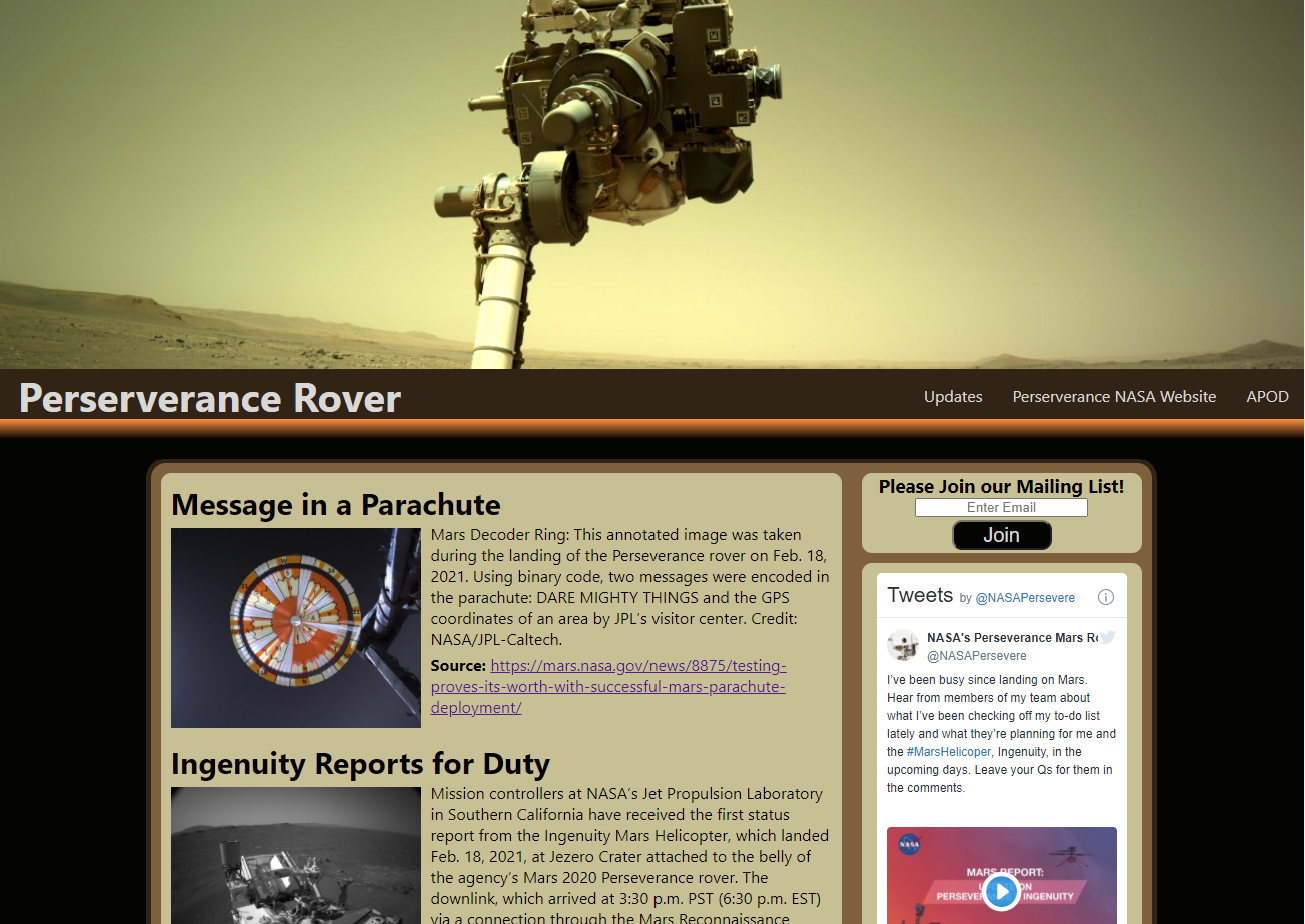 Perserverance Rover
Updates
Perserverance NASA Website
APOD
Message in a Parachute
Mars Decoder Ring: This annotated image was taken
during the landing of the Perseverance rover on Feb. 18,
2021. Using binary code, two messages were encoded in
the parachute: DARE MIGHTY THINGS and the GPS
coordinates of an area by JPL's visitor center. Credit:
NASA/JPL-Caltech.
Source: https://mars.nasa.gov/news/8875/testing-
proves-its-worth-with-successful-mars-parachute-
deployment/
Ingenuity Reports for Duty
Mission controllers at NASA's Jet Propulsion Laboratory
in Southern California have received the first status
report from the Ingenuity Mars Helicopter, which landed
Feb. 18, 2021, at Jezero Crater attached to the belly of
the agency's Mars 2020 Perseverance rover. The
downlink, which arrived at 3:30 p.m. PST (6:30 p.m. EST)
via a connection through the Mars Reconnaissance
Please Join our Mailing List!
Enter Email
Join
Tweets by @NASAPersevere
NASA's Perseverance Mars Ro
@NASAPersevere
I've been busy since landing on Mars.
Hear from members of my team about
what I've been checking off my to-do list
lately and what they're planning for me and
the #MarsHelicoper, Ingenuity, in the
upcoming days. Leave your Qs for them in
the comments.
NASA
MARS REPORT:
INGENUITY